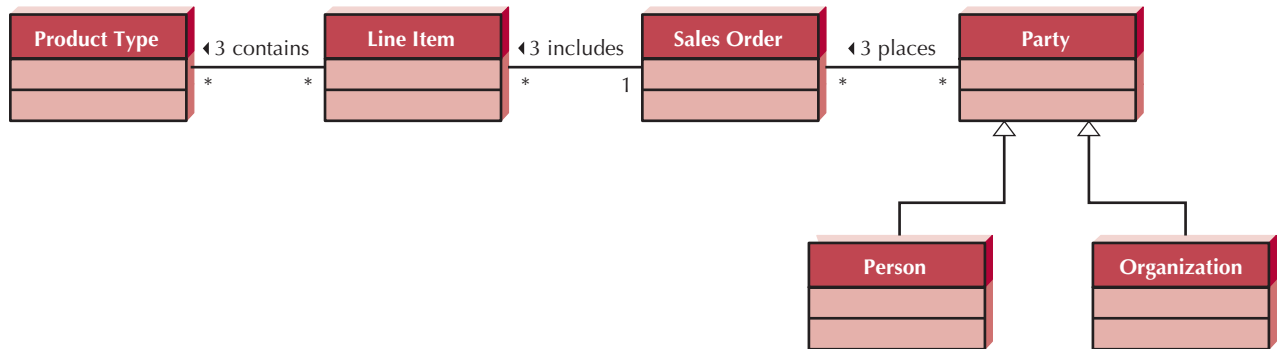 Product Type
◂3 contains
Line Item
◂3 includes
Sales Order
◂3 places
Party
*
*
*
1
*
*
Person
Organization